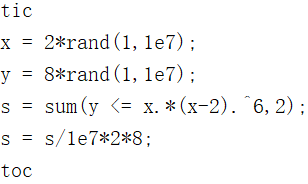 tic
x = 2*rand(1,1e7);
y = 8*rand(1,1e7);
s = sum(y <= x.*(x-2).^6,2);
s = s/1e7*2*8;
toc